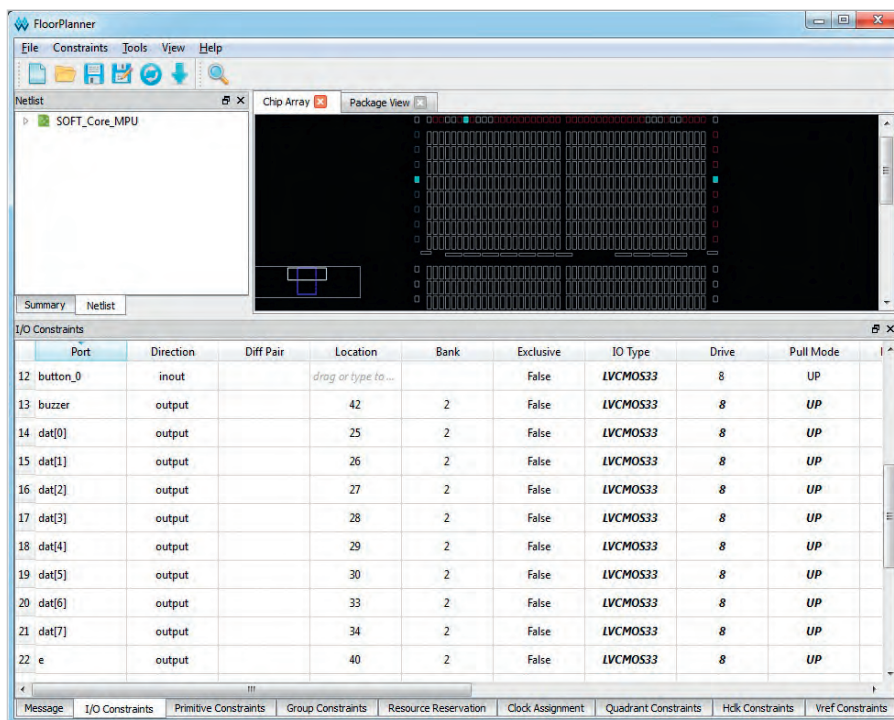 FloorPlanner
File Constraints Tools View Help
Netlist
SOFT_Core_MPU
Summary Netlist
Chip Array Package View
I/O Constraints
Port Direction Diff Pair Location Bank Exclusive IO Type Drive Pull Mode
12 button_0 inout drag or type to ... False LVCMOS33 8 UP
13 buzzer output 42 2 False LVCMOS33 8 UP
14 dat[0] output 25 2 False LVCMOS33 8 UP
15 dat[1] output 26 2 False LVCMOS33 8 UP
16 dat[2] output 27 2 False LVCMOS33 8 UP
17 dat[3] output 28 2 False LVCMOS33 8 UP
18 dat[4] output 29 2 False LVCMOS33 8 UP
19 dat[5] output 30 2 False LVCMOS33 8 UP
20 dat[6] output 33 2 False LVCMOS33 8 UP
21 dat[7] output 34 2 False LVCMOS33 8 UP
22 e output 40 2 False LVCMOS33 8 UP
Message I/O Constraints Primitive Constraints Group Constraints Resource Reservation Clock Assignment Quadrant Constraints Hclk Constraints Vref Constraints